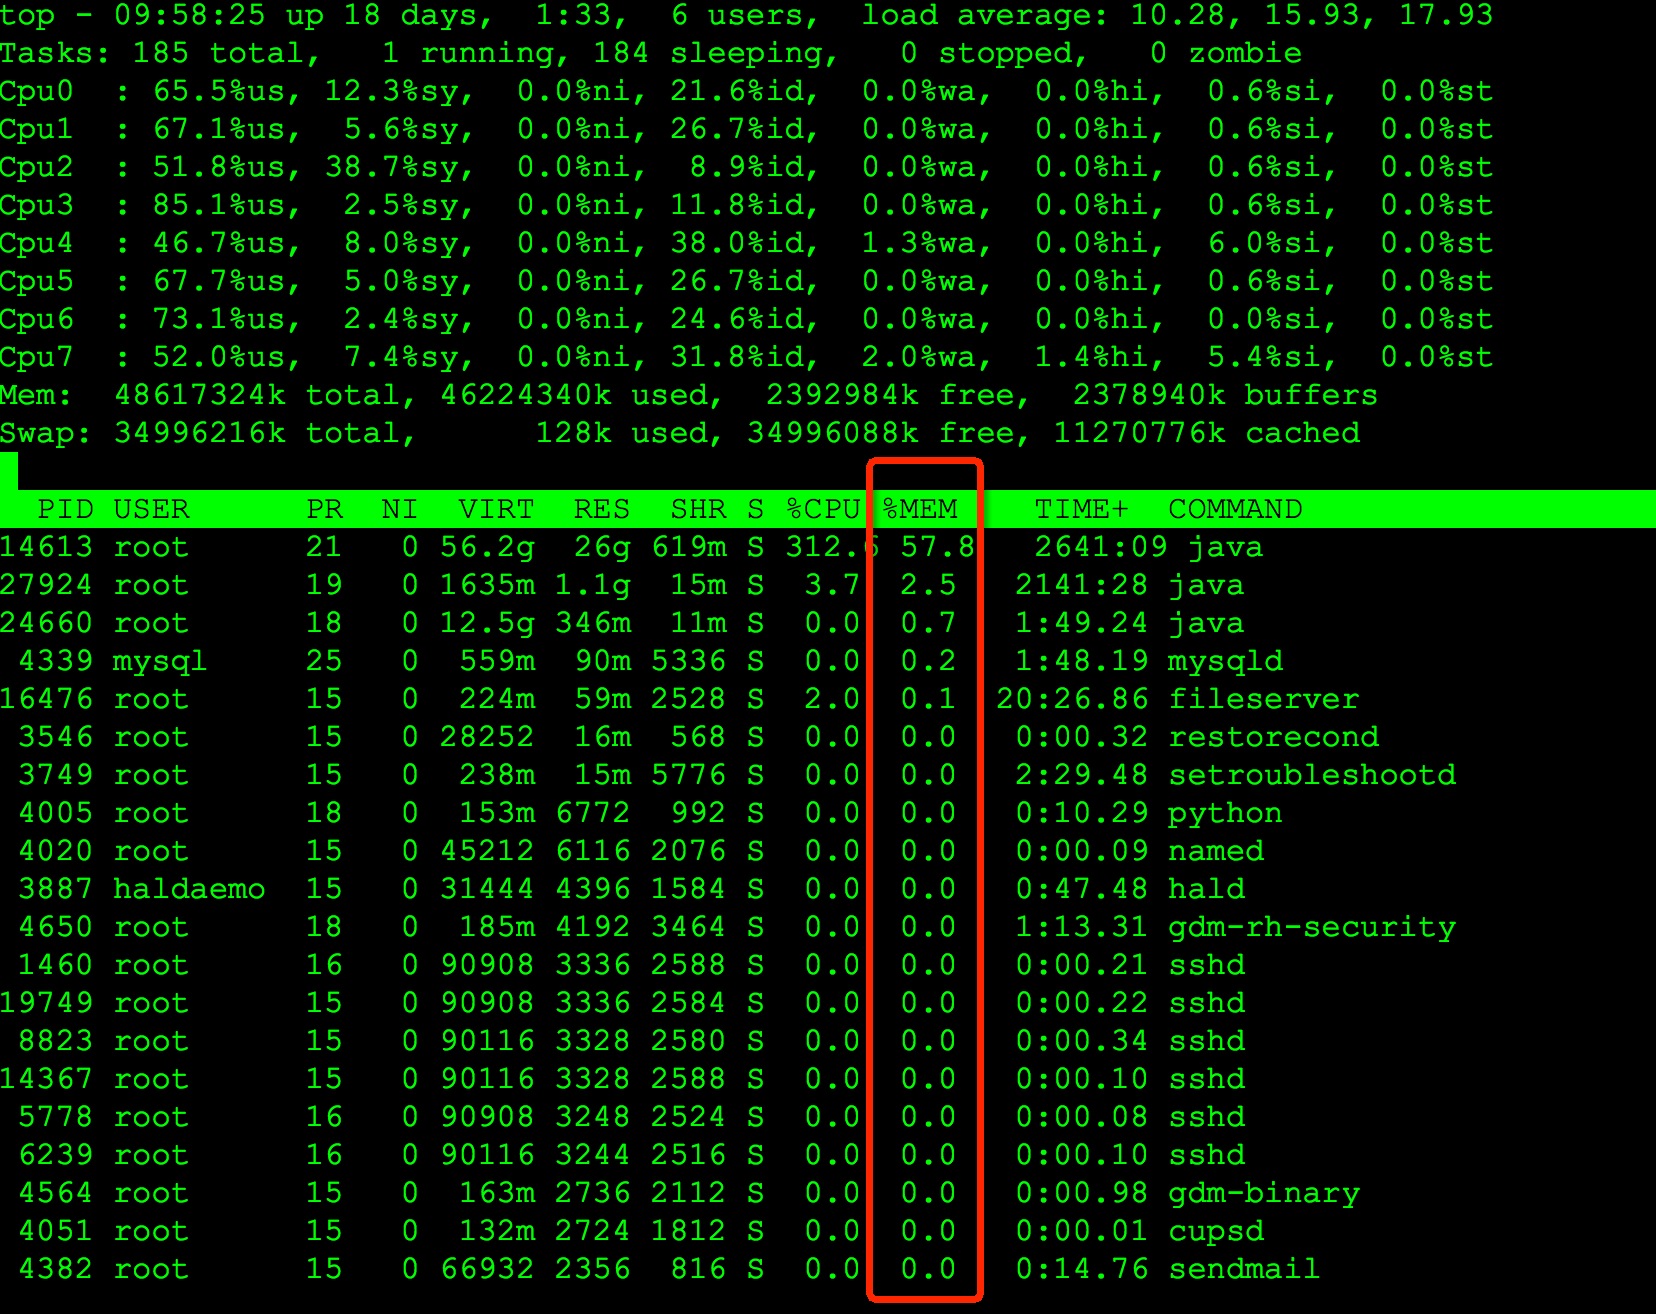 top - 09:58:25 up 18 days,  1:33,  6 users,  load average: 10.28, 15.93, 17.93
Tasks: 185 total,   1 running, 184 sleeping,   0 stopped,   0 zombie
Cpu0  : 65.5%us, 12.3%sy,  0.0%ni, 21.6%id,  0.0%wa,  0.0%hi,  0.6%si,  0.0%st
Cpu1  : 67.1%us,  5.6%sy,  0.0%ni, 26.7%id,  0.0%wa,  0.0%hi,  0.6%si,  0.0%st
Cpu2  : 51.8%us, 38.7%sy,  0.0%ni,  8.9%id,  0.0%wa,  0.0%hi,  0.6%si,  0.0%st
Cpu3  : 85.1%us,  2.5%sy,  0.0%ni, 11.8%id,  0.0%wa,  0.0%hi,  0.6%si,  0.0%st
Cpu4  : 46.7%us,  8.0%sy,  0.0%ni, 38.0%id,  1.3%wa,  0.0%hi,  6.0%si,  0.0%st
Cpu5  : 67.7%us,  5.0%sy,  0.0%ni, 26.7%id,  0.0%wa,  0.0%hi,  0.6%si,  0.0%st
Cpu6  : 73.1%us,  2.4%sy,  0.0%ni, 24.6%id,  0.0%wa,  0.0%hi,  0.0%si,  0.0%st
Cpu7  : 52.0%us,  7.4%sy,  0.0%ni, 31.8%id,  2.0%wa,  1.4%hi,  5.4%si,  0.0%st
Mem:  48617324k total, 46224340k used,  2392984k free,  2378940k buffers
Swap: 34996216k total,      128k used, 34996088k free, 11270776k cached
  PID USER      PR  NI  VIRT  RES  SHR S %CPU %MEM    TIME+  COMMAND
14613 root      21   0 56.2g  26g 619m S 312.6 57.8   2641:09 java
27924 root      19   0 1635m 1.1g  15m S  3.7  2.5   2141:28 java
24660 root      18   0 12.5g 346m  11m S  0.0  0.7   1:49.24 java
 4339 mysql     25   0  559m  90m 5336 S  0.0  0.2   1:48.19 mysqld
16476 root      15   0  224m  59m 2528 S  2.0  0.1  20:26.86 fileserver
 3546 root      15   0 28252  16m  568 S  0.0  0.0   0:00.32 restorecond
 3749 root      15   0  238m  15m 5776 S  0.0  0.0   2:29.48 setroubleshootd
 4005 root      18   0  153m 6772  992 S  0.0  0.0   0:10.29 python
 4020 root      15   0 45212 6116 2076 S  0.0  0.0   0:00.09 named
 3887 haldaemo  15   0 31444 4396 1584 S  0.0  0.0   0:47.48 hald
 4650 root      18   0  185m 4192 3464 S  0.0  0.0   1:13.31 gdm-rh-security
 1460 root      16   0 90908 3336 2588 S  0.0  0.0   0:00.21 sshd
19749 root      15   0 90908 3336 2584 S  0.0  0.0   0:00.22 sshd
 8823 root      15   0 90116 3328 2580 S  0.0  0.0   0:00.34 sshd
14367 root      15   0 90116 3328 2588 S  0.0  0.0   0:00.10 sshd
 5778 root      16   0 90908 3248 2524 S  0.0  0.0   0:00.08 sshd
 6239 root      16   0 90116 3244 2516 S  0.0  0.0   0:00.10 sshd
 4564 root      15   0  163m 2736 2112 S  0.0  0.0   0:00.98 gdm-binary
 4051 root      15   0  132m 2724 1812 S  0.0  0.0   0:00.01 cupsd
 4382 root      15   0 66932 2356  816 S  0.0  0.0   0:14.76 sendmail